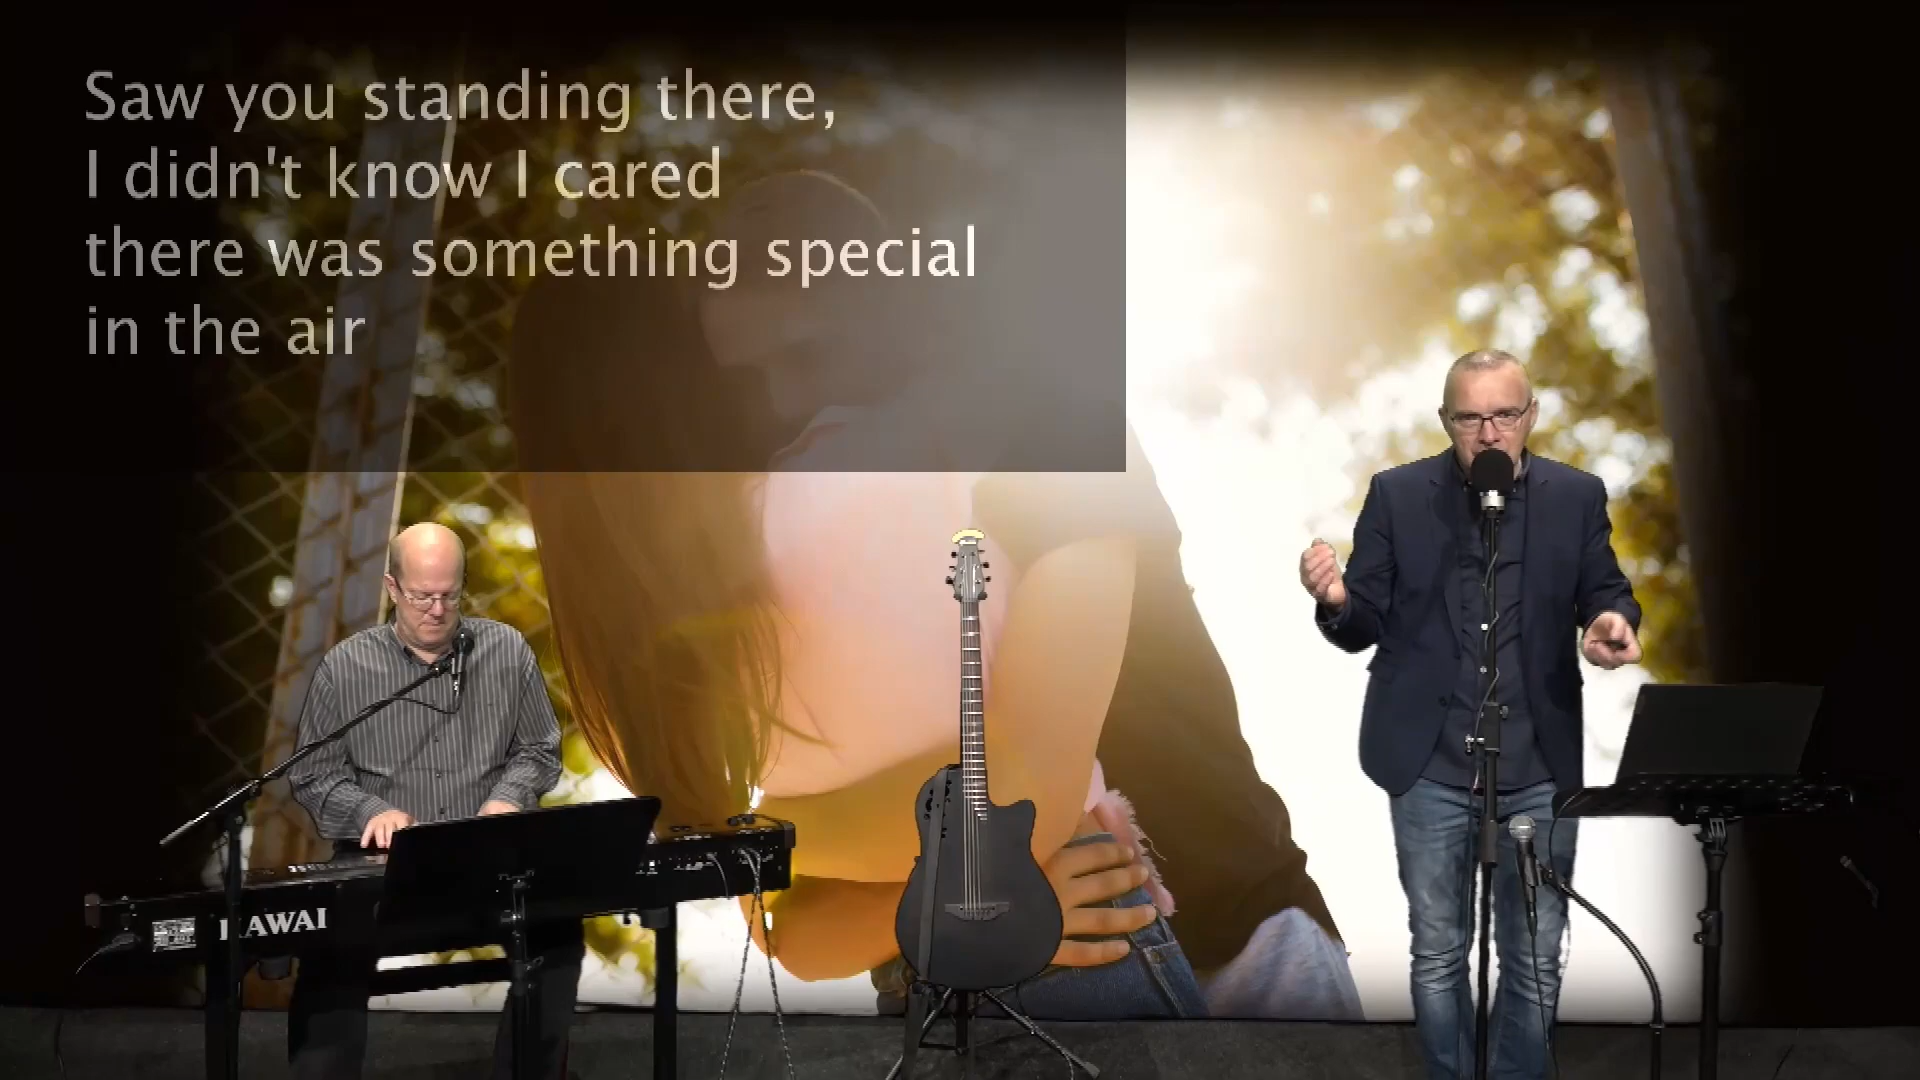 Saw you standing there,
I didn't know I cared
there was something special
in the air
KAWAI